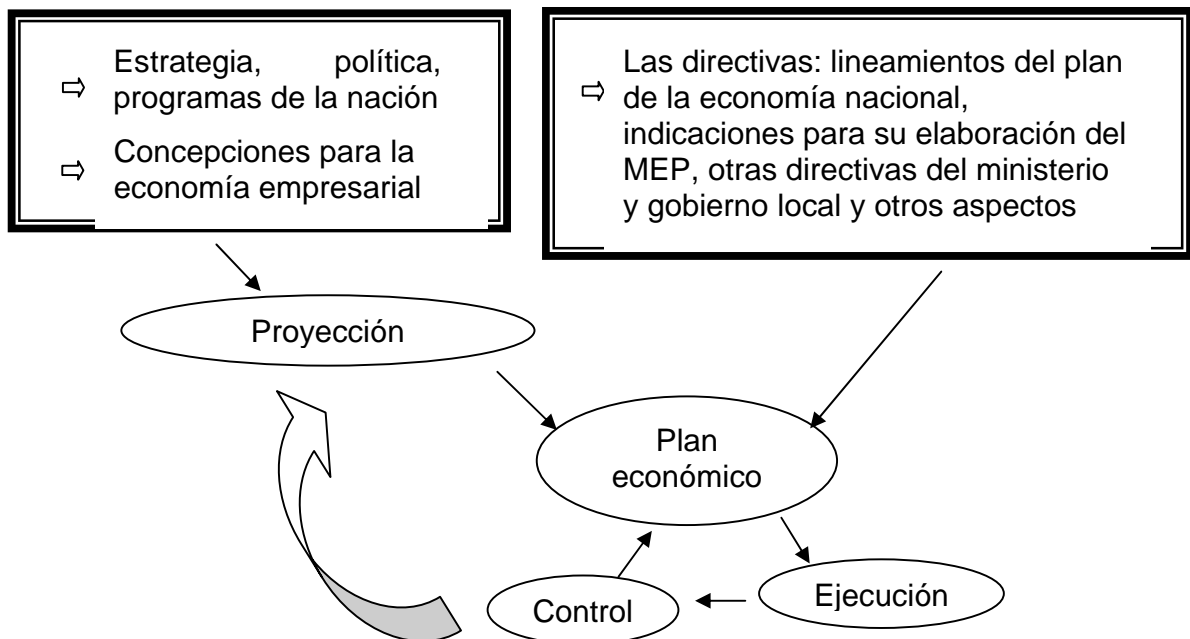 Estrategia, política,
programas de la nación
Concepciones para la
economía empresarial
Las directivas: lineamientos del plan
de la economía nacional,
indicaciones para su elaboración del
MEP, otras directivas del ministerio
y gobierno local y otros aspectos
Proyección
Plan
económico
Ejecución
Control